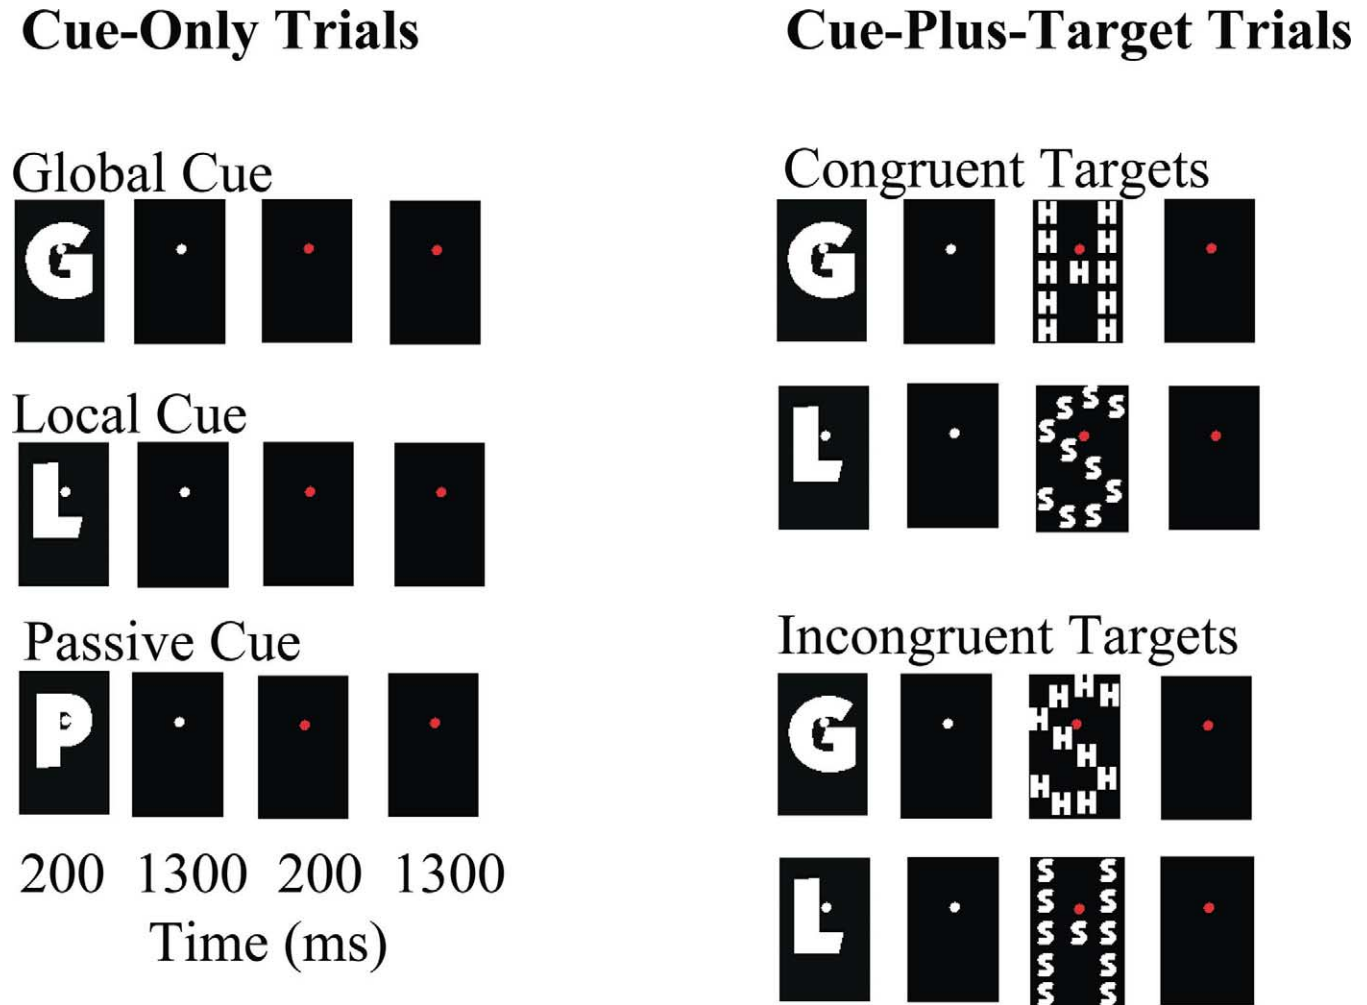 Cue-Only Trials
Global Cue
G
Local Cue
L
Passive Cue
P
200 1300 200 1300
Time (ms)
Cue-Plus-Target Trials
Congruent Targets
G
H H
H H
H H H
H H
H H
L
S S S
S
S
S
S S
S S
Incongruent Targets
G
H H H
H
H
H
H H
H H
L
S S
S S
S S S
S S
S S